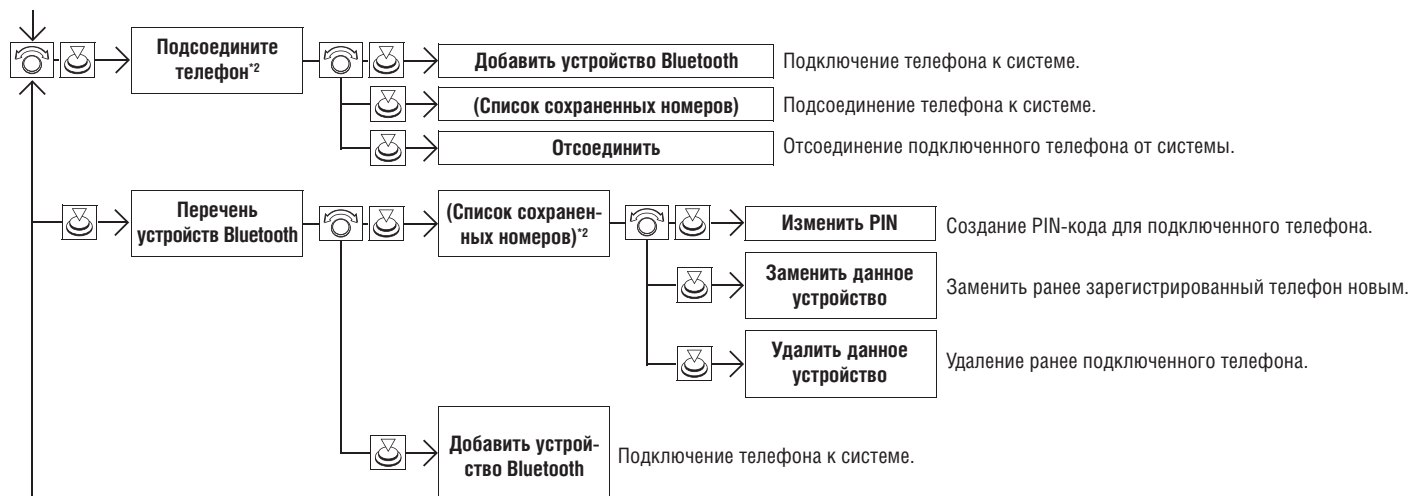 Подсоедините
телефон*2
Добавить устройство Bluetooth
Подключение телефона к системе.
(Список сохраненных номеров)
Подсоединение телефона к системе.
Отсоединить
Отсоединение подключенного телефона от системы.
Перечень
устройств Bluetooth
(Список сохранен-
ных номеров)*2
Изменить PIN
Создание PIN-кода для подключенного телефона.
Заменить данное
устройство
Заменить ранее зарегистрированный телефон новым.
Удалить данное
устройство
Удаление ранее подключенного телефона.
Добавить устрой-
ство Bluetooth
Подключение телефона к системе.